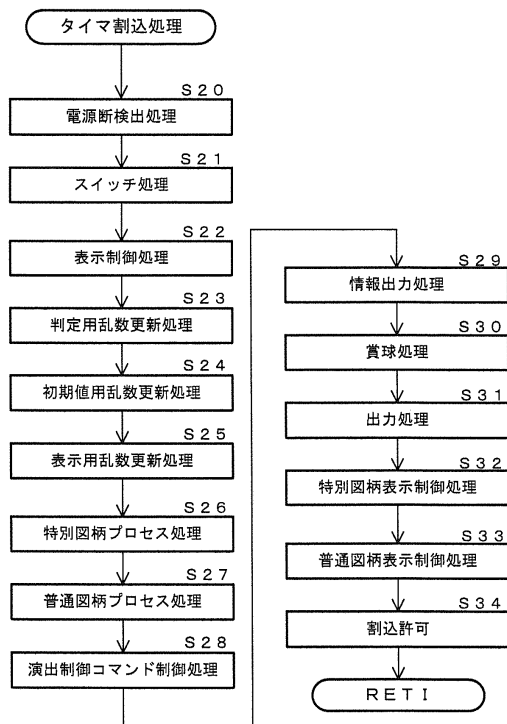 タイマ割込処理
S20
電源断検出処理
S21
スイッチ処理
S22
表示制御処理
S23
判定用乱数更新処理
S24
初期値用乱数更新処理
S25
表示用乱数更新処理
S26
特別図柄プロセス処理
S27
普通図柄プロセス処理
S28
演出制御コマンド制御処理
S29
情報出力処理
S30
賞球処理
S31
出力処理
S32
特別図柄表示制御処理
S33
普通図柄表示制御処理
S34
割込許可
RETI